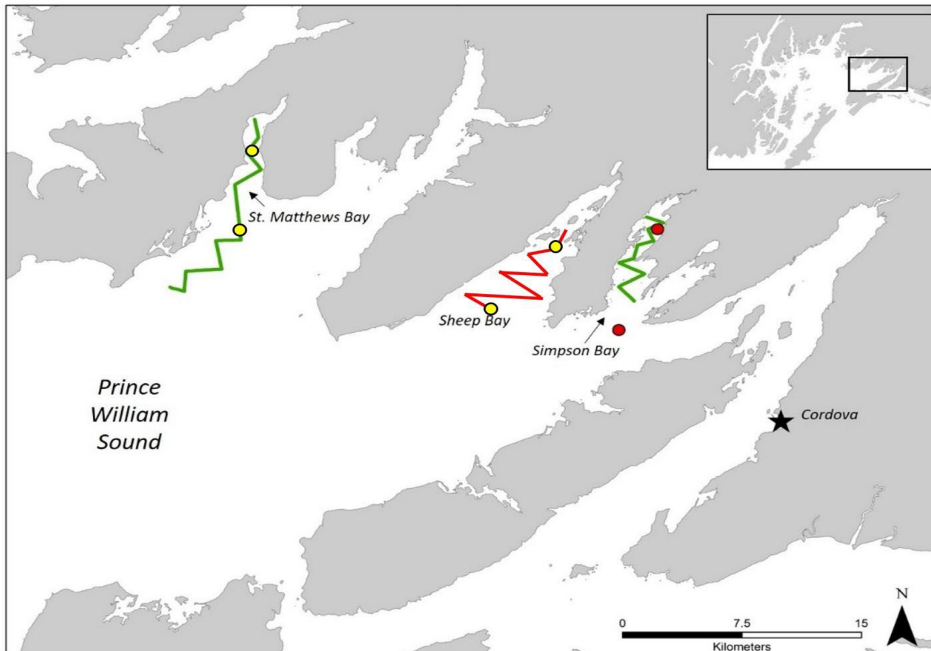 St. Matthews Bay
Sheep Bay
Simpson Bay
Prince
William
Sound
Cordova
N
0 7.5 15
Kilometers